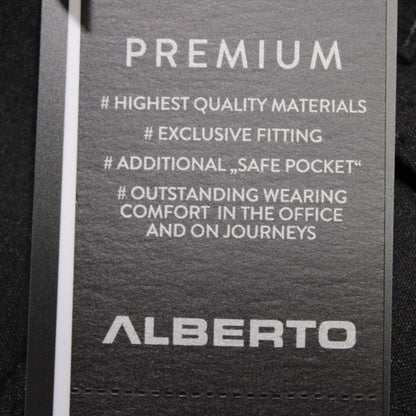 PREMIUM
# HIGHEST QUALITY MATERIALS
# EXCLUSIVE FITTING
# ADDITIONAL „SAFE POCKET“
# OUTSTANDING WEARING
COMFORT IN THE OFFICE
AND ON JOURNEYS
ALBERTO